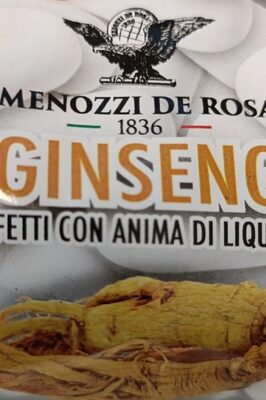 MENOZZI DE ROSA
1836
GINSENG
FETTI CON ANIMA DI LIQU